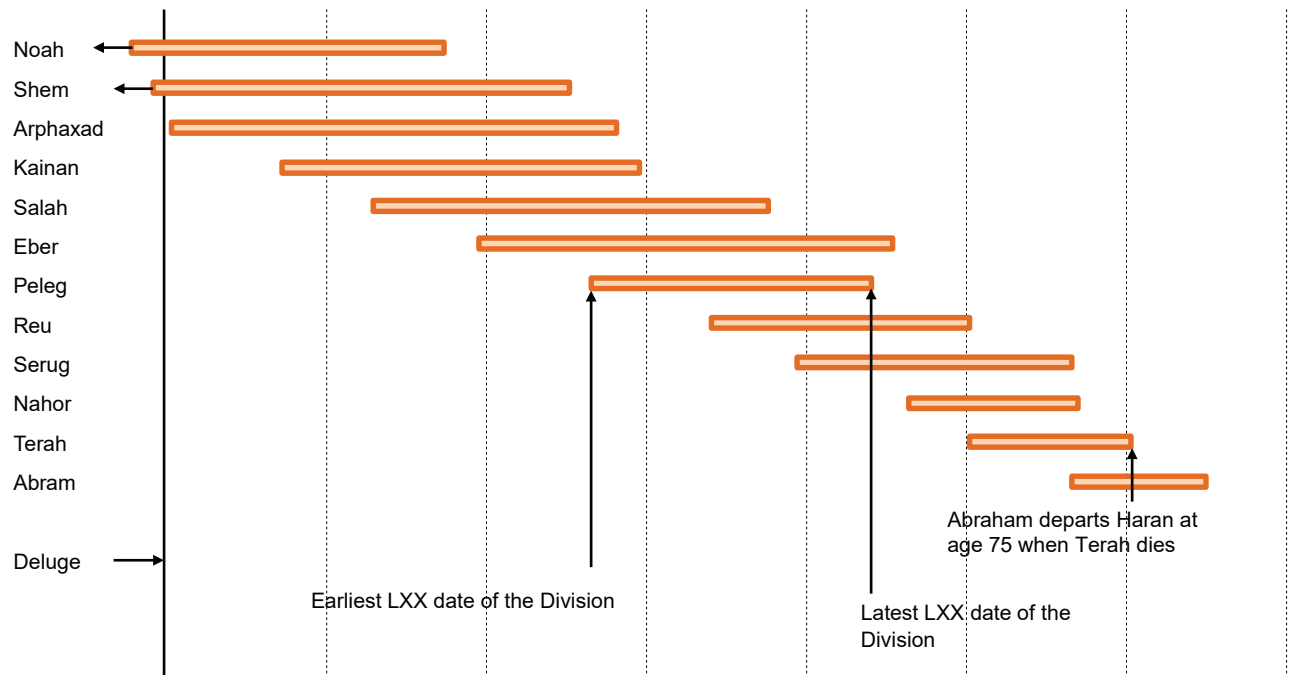 Noah
Shem
Arphaxad
Kainan
Salah
Eber
Peleg
Reu
Serug
Nahor
Terah
Abram
Abraham departs Haran at
age 75 when Terah dies
Deluge
Earliest LXX date of the Division
Latest LXX date of the
Division